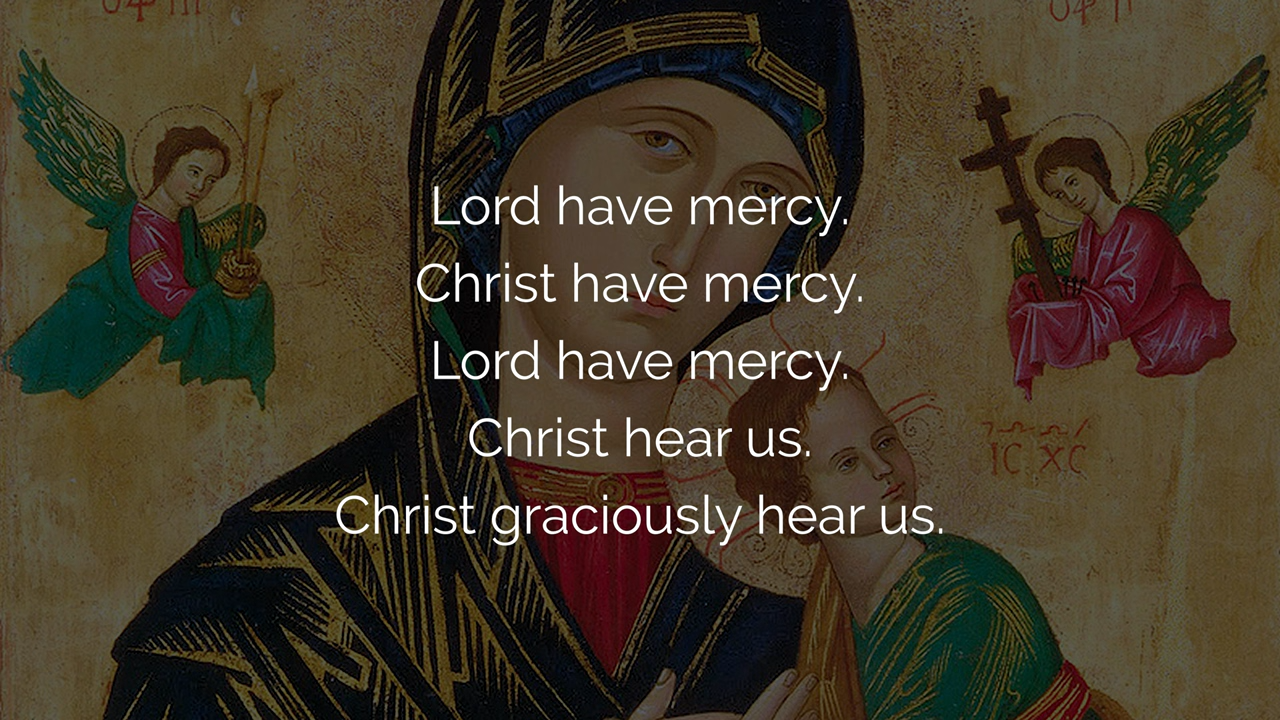 Lord have mercy.
Christ have mercy.
Lord have mercy.
Christ hear us.
Christ graciously hear us.
IC XC